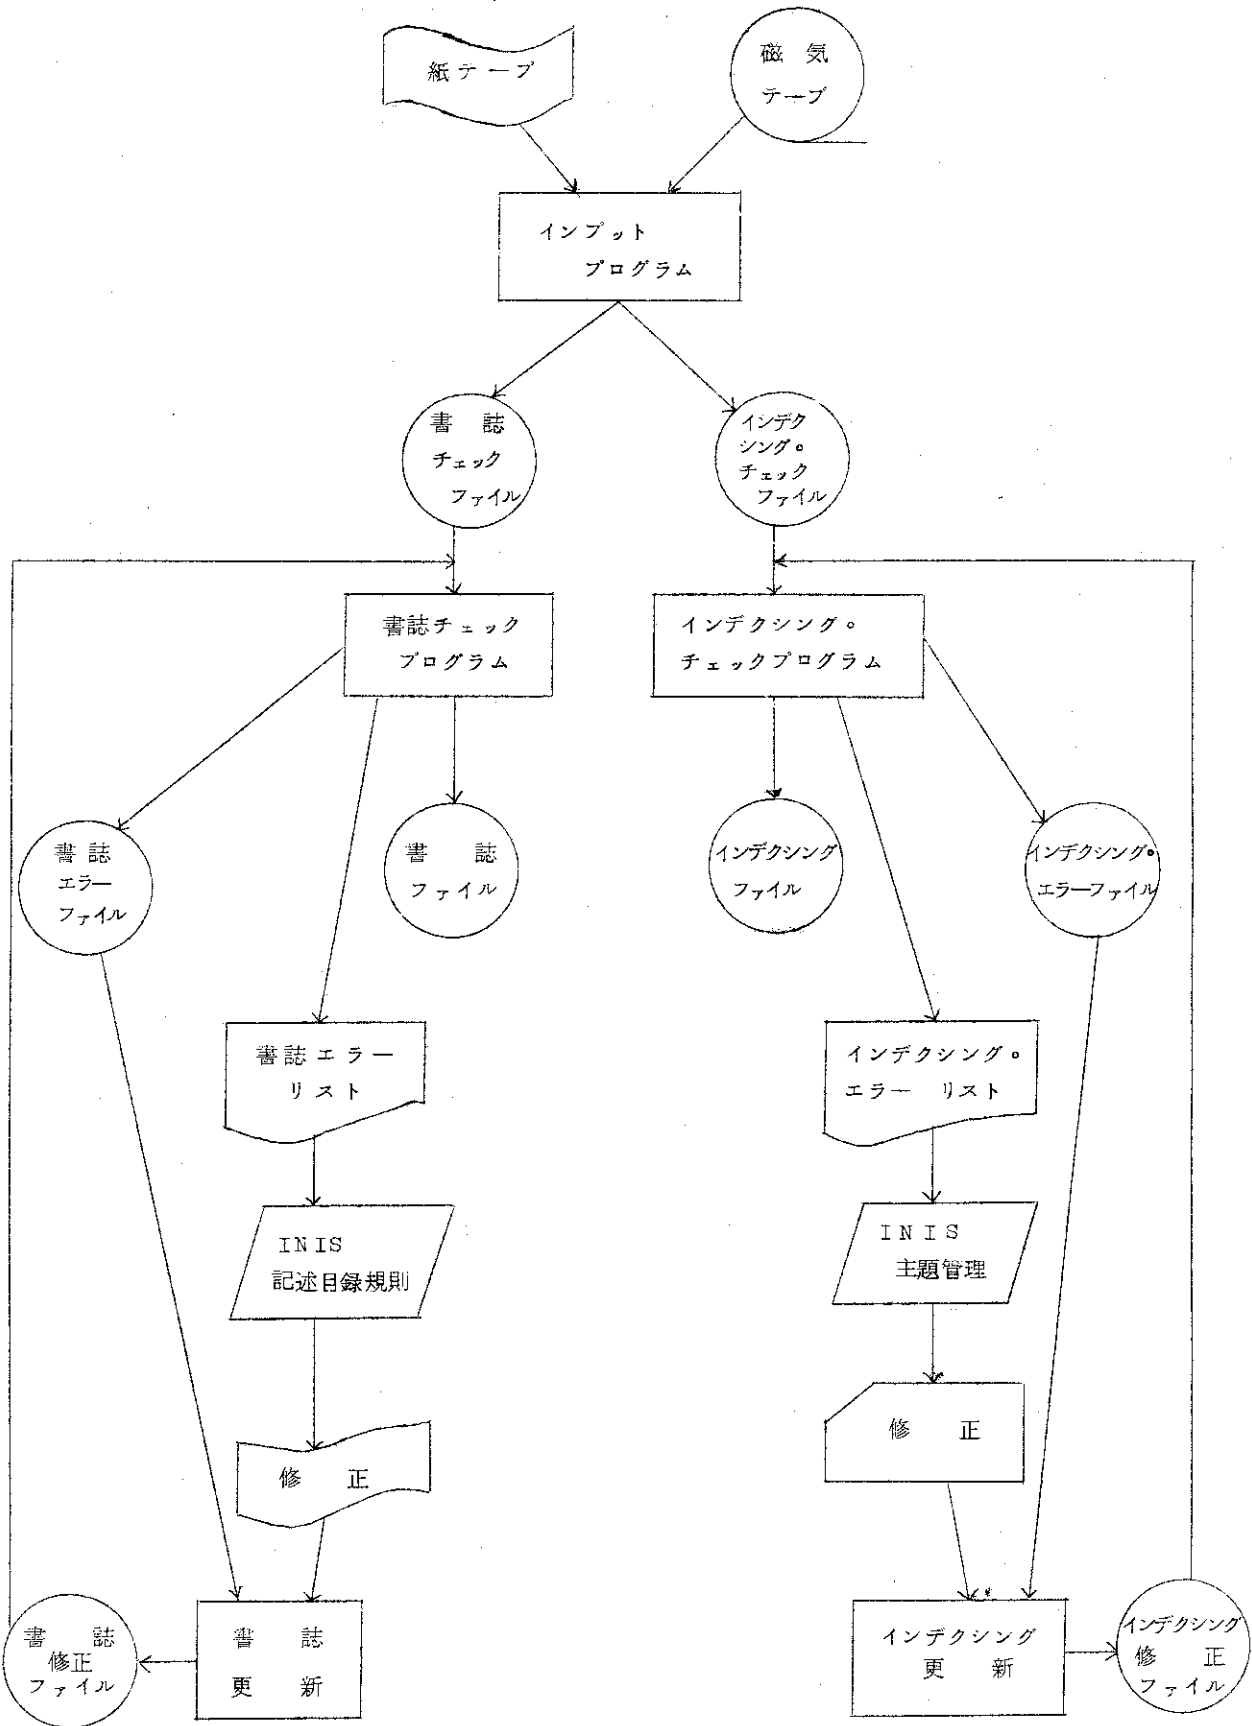 紙テープ
磁気
テープ
インプット
プログラム
書誌
チェック
ファイル
インデク
シング・
チェック
ファイル
書誌チェック
プログラム
インデクシング・
チェックプログラム
書誌
エラー
ファイル
書誌
ファイル
インデクシング
ファイル
インデクシング・
エラーファイル
書誌エラー
リスト
インデクシング・
エラー リスト
INIS
記述目録規則
INIS
主題管理
修正
修正
書誌
修正
ファイル
書誌
更新
インデクシング
更新
インデクシング
修正
ファイル